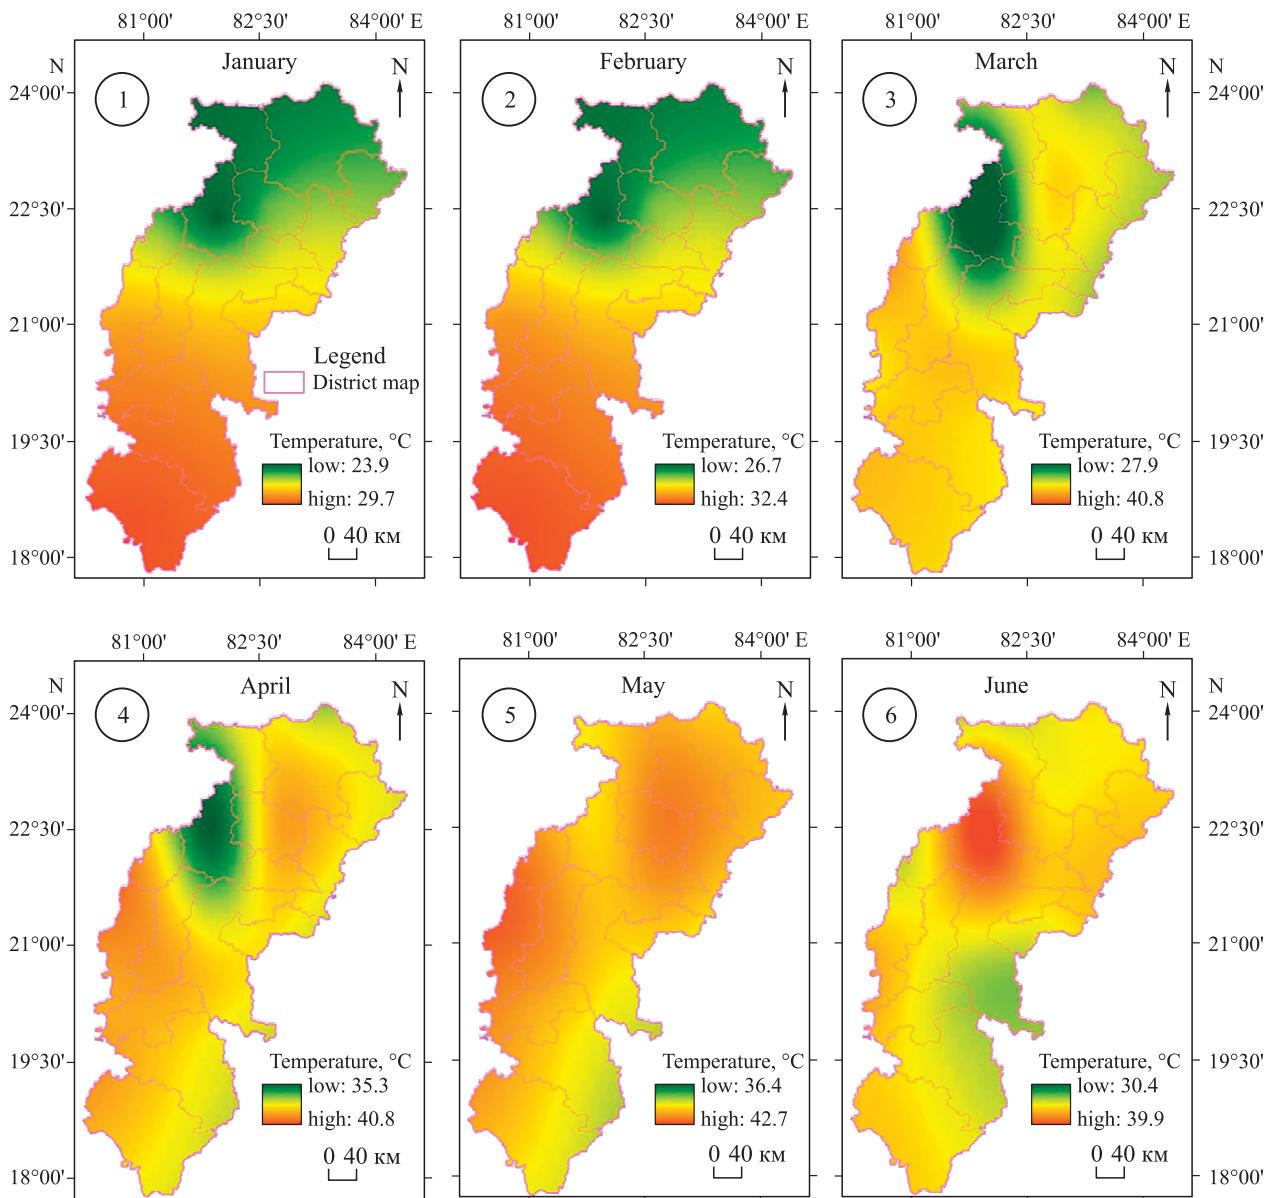 81°00' 82°30' 84°00' E 81°00' 82°30' 84°00' E 81°00' 82°30' 84°00' E
N January N February N March N N
1 2 3
24°00' 24°00'
22°30' 22°30'
21°00' 21°00'
Legend
District map
19°30' 19°30'
Temperature, °C Temperature, °C Temperature, °C
low: 23.9 low: 26.7 low: 27.9
hign: 29.7 high: 32.4 high: 40.8
0 40 км 0 40 км 0 40 км
18°00' 18°00'
81°00' 82°30' 84°00' E 81°00' 82°30' 84°00' E 81°00' 82°30' 84°00' E
N April N May N June N N
4 5 6
24°00' 24°00'
22°30' 22°30'
21°00' 21°00'
19°30' 19°30'
Temperature, °C Temperature, °C Temperature, °C
low: 35.3 low: 36.4 low: 30.4
high: 40.8 high: 42.7 high: 39.9
0 40 км 0 40 км 0 40 км
18°00' 18°00'